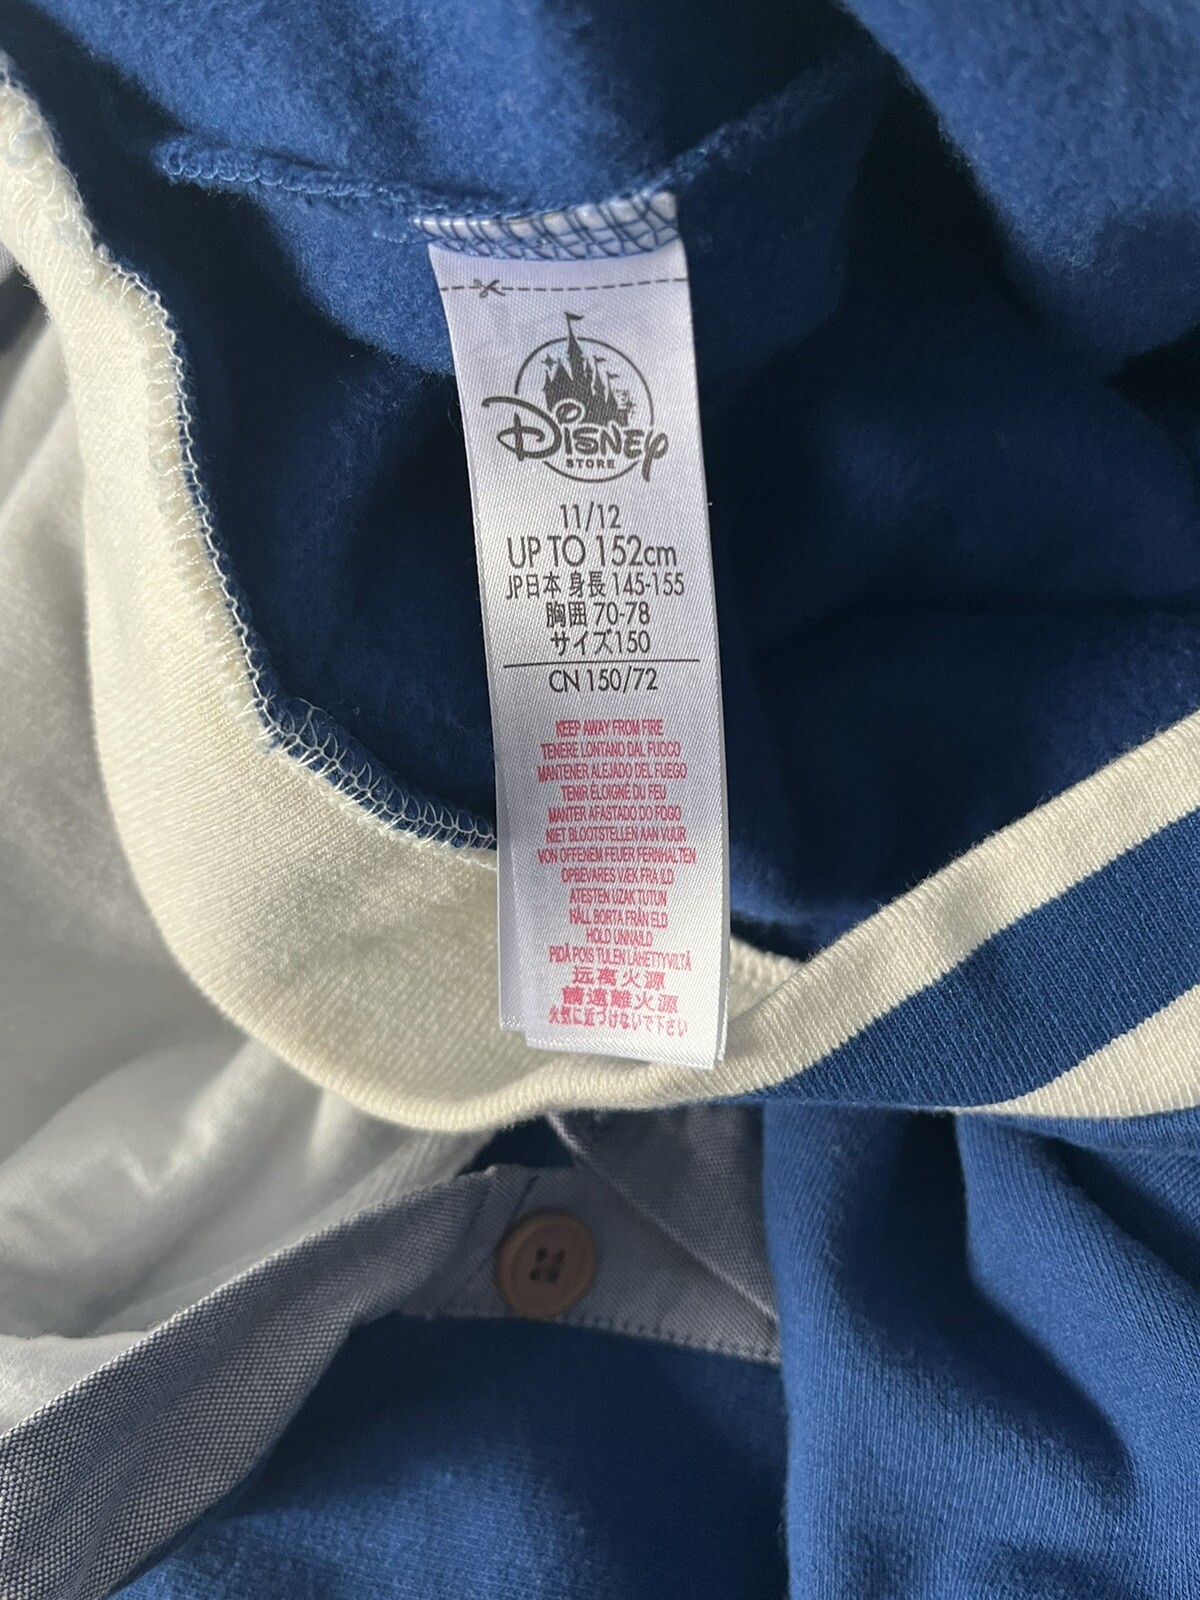 Disney
STORE
11/12
UP TO 152cm
JP日本 身長 145-155
胸囲 70-78
サイズ150
CN 150/72
KEEP AWAY FROM FIRE
TENERE LONTANO DAL FUOCO
MANTENER ALEJADO DEL FUEGO
TENIR ÉLOIGNÉ DU FEU
MANTER AFASTADO DO FOGO
NIET BLOOTSTELLEN AAN VUUR
VON OFFENEM FEUER FERNHALTEN
OPBEVARES VÆK FRA ILD
ATESTEN UZAK TUTUN
HÅLL BORTA FRÅN ELD
HOLD UNNA ILD
PIDÄ POIS TULEN LÄHETTYVILTÄ
远离火源
請遠離火源
火気に近づけないで下さい